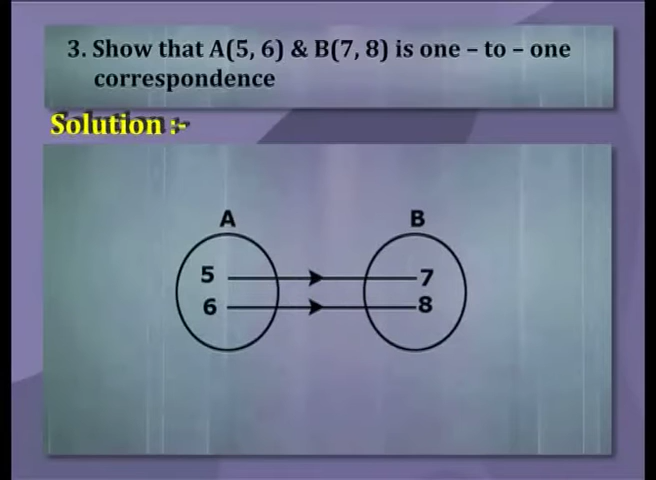 3. Show that A(5, 6) & B(7, 8) is one – to – one
correspondence
Solution :-
A B
5 7
6 8